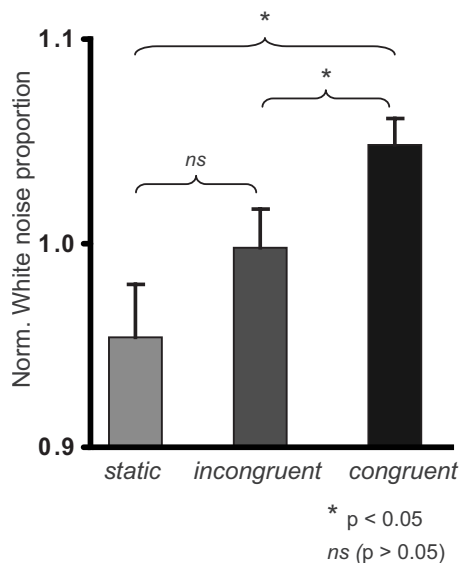 *
1.1
*
ns
Norm. White noise proportion
1.0
0.9
static incongruent congruent
* p < 0.05
ns (p > 0.05)